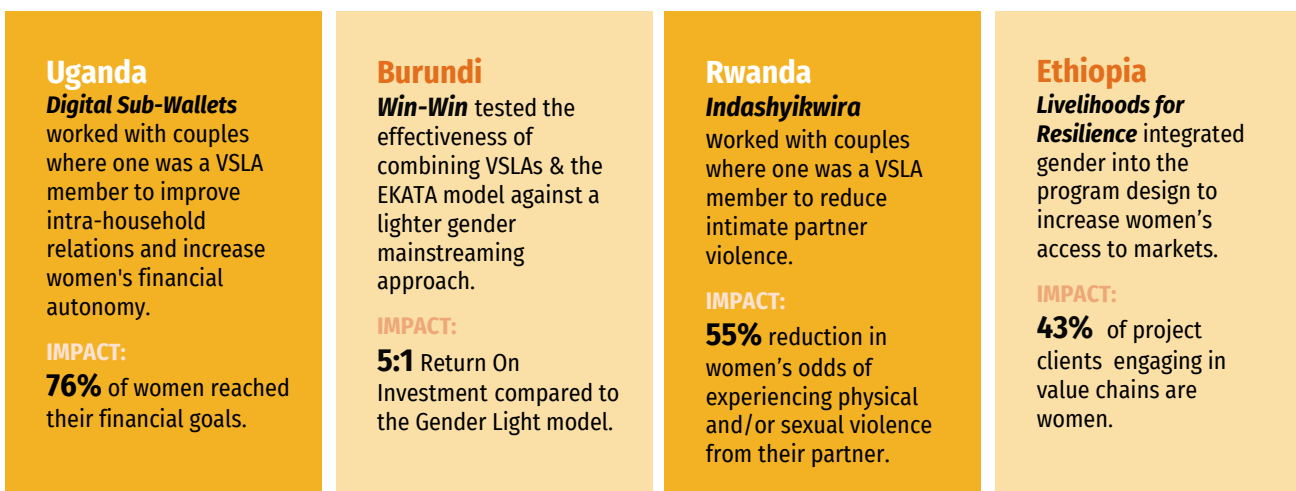 Uganda
Digital Sub-Wallets
worked with couples
where one was a VSLA
member to improve
intra-household
relations and increase
women's financial
autonomy.
IMPACT:
76% of women reached
their financial goals.
Burundi
Win-Win tested the
effectiveness of
combining VSLAs & the
EKATA model against a
lighter gender
mainstreaming
approach.
IMPACT:
5:1 Return On
Investment compared to
the Gender Light model.
Rwanda
Indashyikwira
worked with couples
where one was a VSLA
member to reduce
intimate partner
violence.
IMPACT:
55% reduction in
women’s odds of
experiencing physical
and/or sexual violence
from their partner.
Ethiopia
Livelihoods for
Resilience integrated
gender into the
program design to
increase women’s
access to markets.
IMPACT:
43% of project
clients engaging in
value chains are
women.